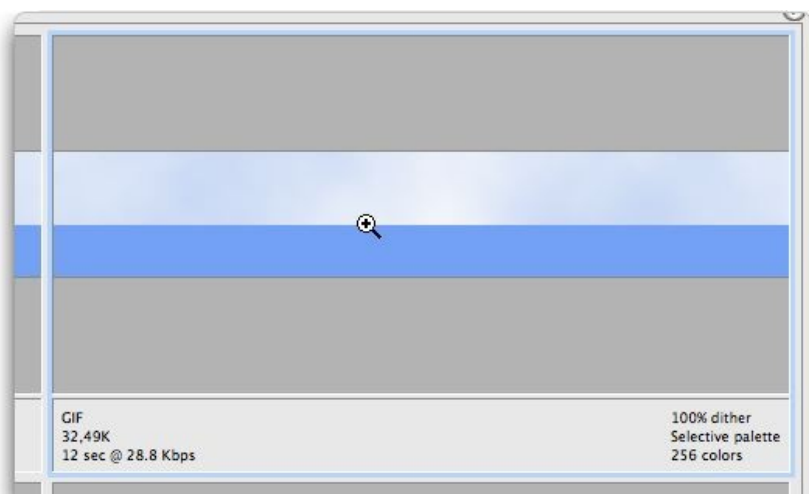 GIF
32,49K
12 sec @ 28.8 Kbps
100% dither
Selective palette
256 colors